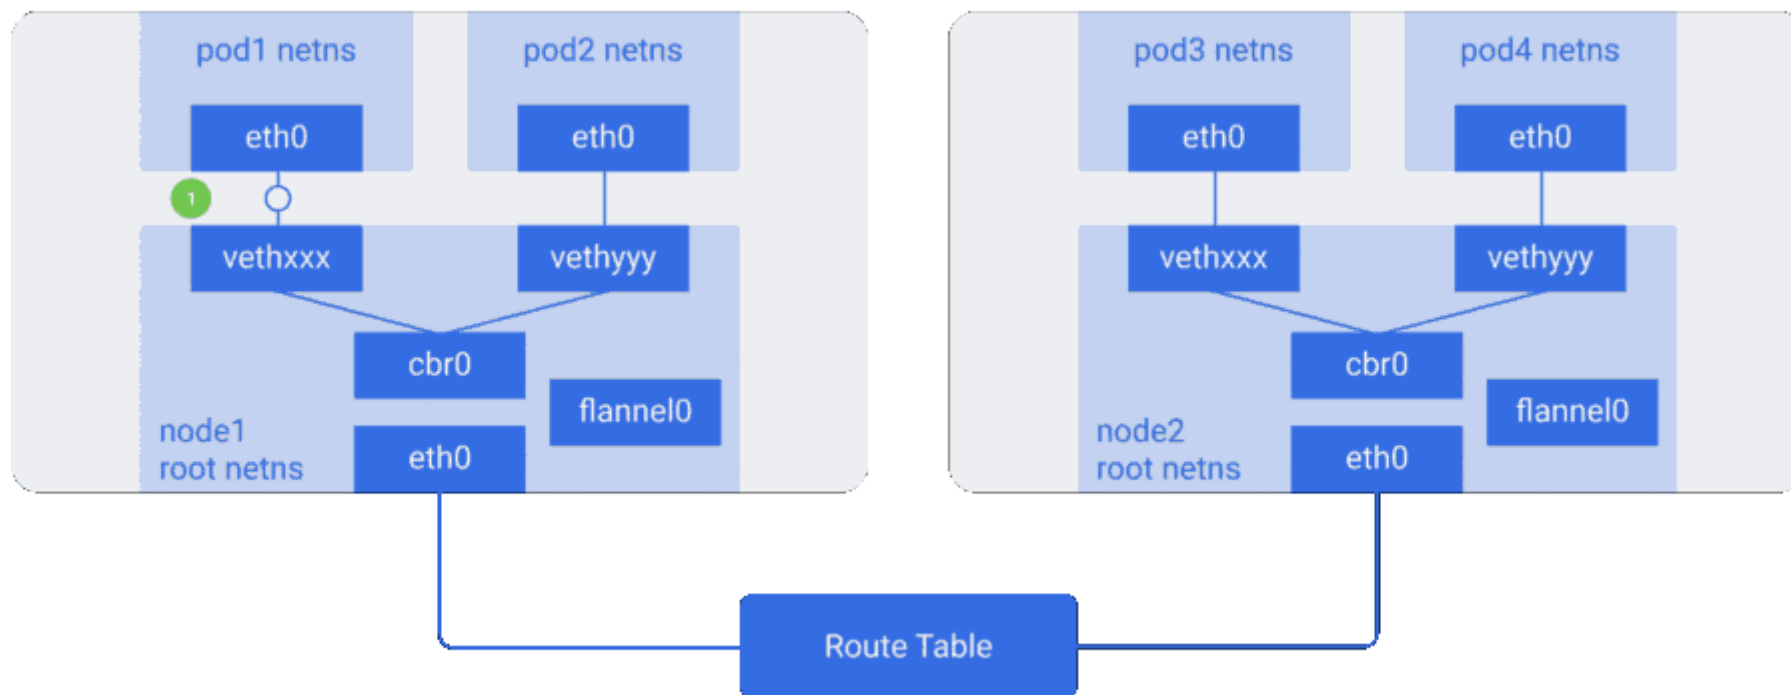 pod1 netns
pod2 netns
pod3 netns
pod4 netns
eth0
eth0
eth0
eth0
1
vethxxx
vethyyy
vethxxx
vethyyy
cbr0
cbr0
flannel0
flannel0
node1
root netns
eth0
node2
root netns
eth0
Route Table